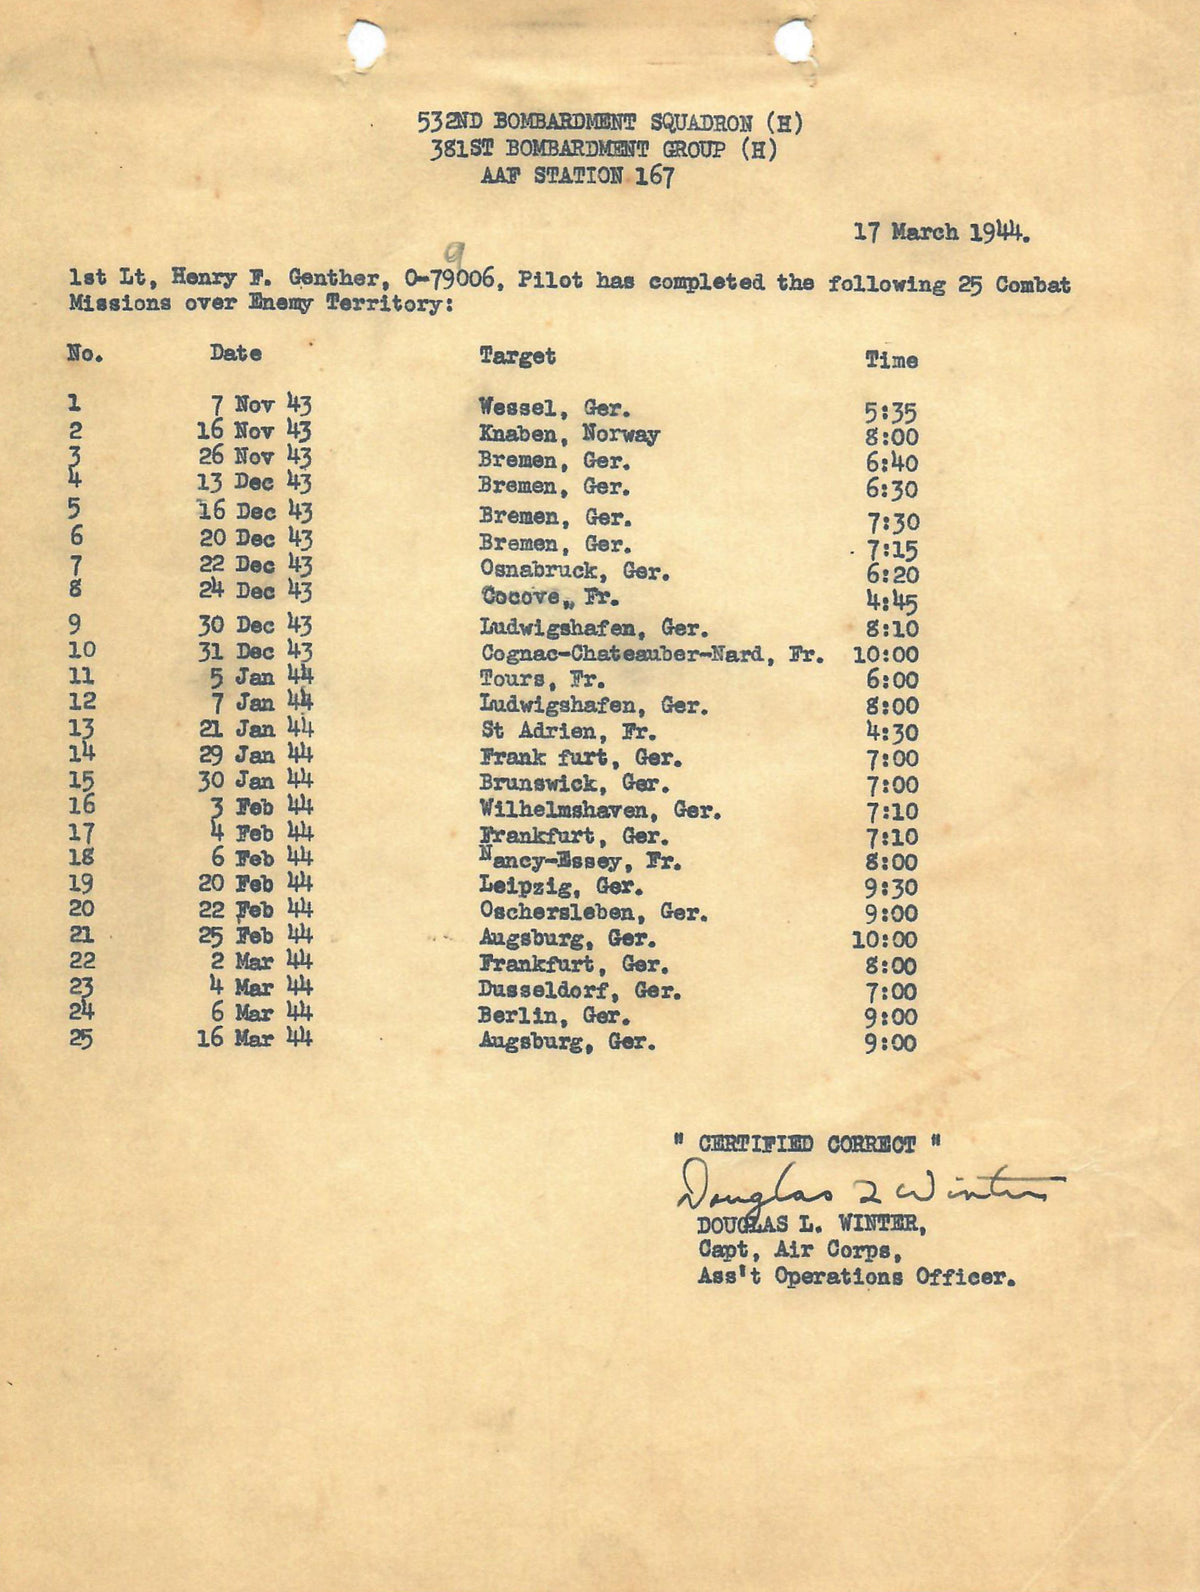 532ND BOMBARDMENT SQUADRON (H)
381ST BOMBARDMENT GROUP (H)
AAF STATION 167
17 March 1944.
9
1st Lt, Henry F. Genther, O-79006, Pilot has completed the following 25 Combat
Missions over Enemy Territory:
No. Date Target Time
1 7 Nov 43 Wessel, Ger. 5:35
2 16 Nov 43 Knaben, Norway 8:00
3 26 Nov 43 Bremen, Ger. 6:40
4 13 Dec 43 Bremen, Ger. 6:30
5 16 Dec 43 Bremen, Ger. 7:30
6 20 Dec 43 Bremen, Ger. 7:15
7 22 Dec 43 Osnabruck, Ger. 6:20
8 24 Dec 43 Cocove,, Fr. 4:45
9 30 Dec 43 Ludwigshafen, Ger. 8:10
10 31 Dec 43 Cognac-Chateauber-Nard, Fr. 10:00
11 5 Jan 44 Tours, Fr. 6:00
12 7 Jan 44 Ludwigshafen, Ger. 8:00
13 21 Jan 44 St Adrien, Fr. 4:30
14 29 Jan 44 Frank furt, Ger. 7:00
15 30 Jan 44 Brunswick, Ger. 7:00
16 3 Feb 44 Wilhelmshaven, Ger. 7:10
17 4 Feb 44 Frankfurt, Ger. 7:10
18 6 Feb 44 Nancy-Essey, Fr. 8:00
19 20 Feb 44 Leipzig, Ger. 9:30
20 22 Feb 44 Oschersleben, Ger. 9:00
21 25 Feb 44 Augsburg, Ger. 10:00
22 2 Mar 44 Frankfurt, Ger. 8:00
23 4 Mar 44 Dusseldorf, Ger. 7:00
24 6 Mar 44 Berlin, Ger. 9:00
25 16 Mar 44 Augsburg, Ger. 9:00
" CERTIFIED CORRECT "
Douglas L Winter
DOUGLAS L. WINTER,
Capt, Air Corps,
Ass't Operations Officer.